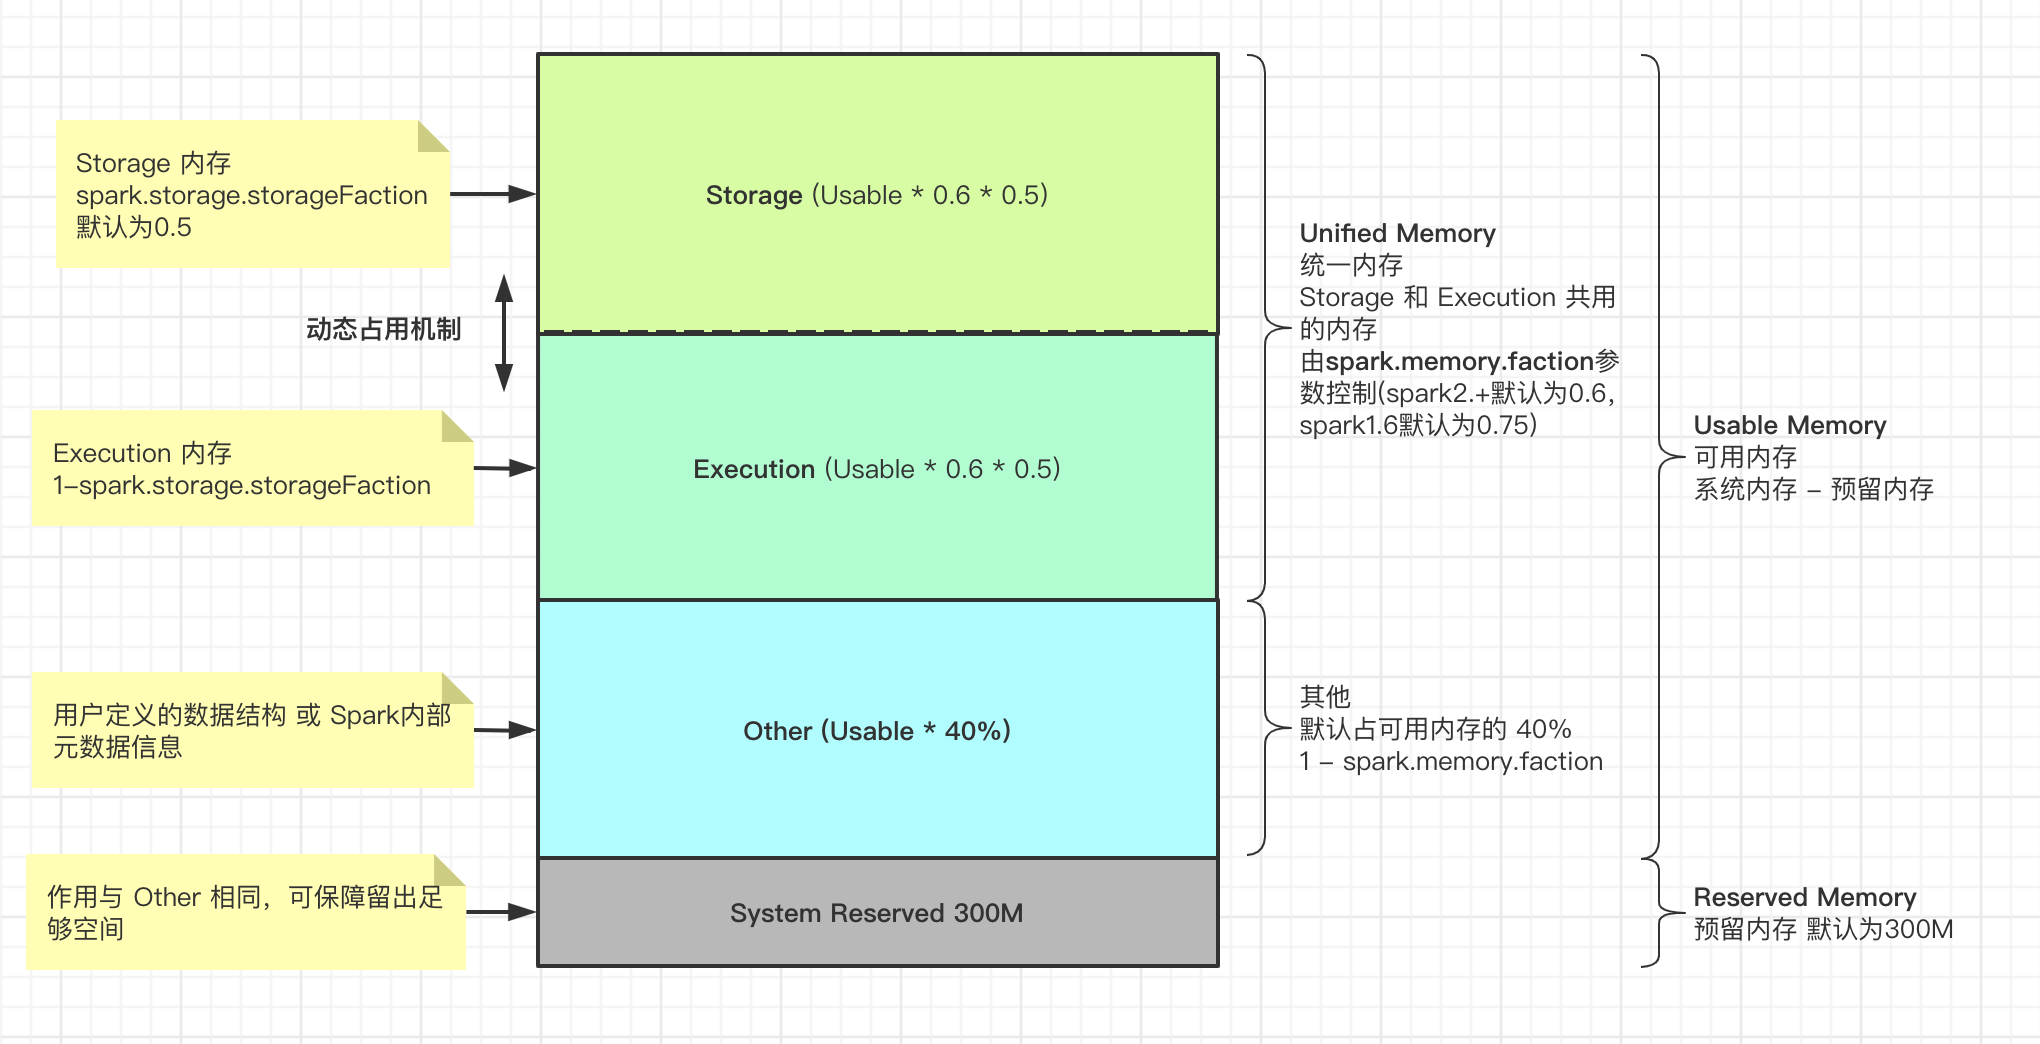 Storage 内存
spark.storage.storageFaction
默认为0.5
动态占用机制
Execution 内存
1-spark.storage.storageFaction
用户定义的数据结构 或 Spark内部
元数据信息
作用与 Other 相同，可保障留出足
够空间
Storage (Usable * 0.6 * 0.5)
Execution (Usable * 0.6 * 0.5)
Other (Usable * 40%)
System Reserved 300M
Unified Memory
统一内存
Storage 和 Execution 共用
的内存
由spark.memory.faction参
数控制(spark2.+默认为0.6，
spark1.6默认为0.75)
其他
默认占可用内存的 40%
1 - spark.memory.faction
Usable Memory
可用内存
系统内存 - 预留内存
Reserved Memory
预留内存 默认为300M